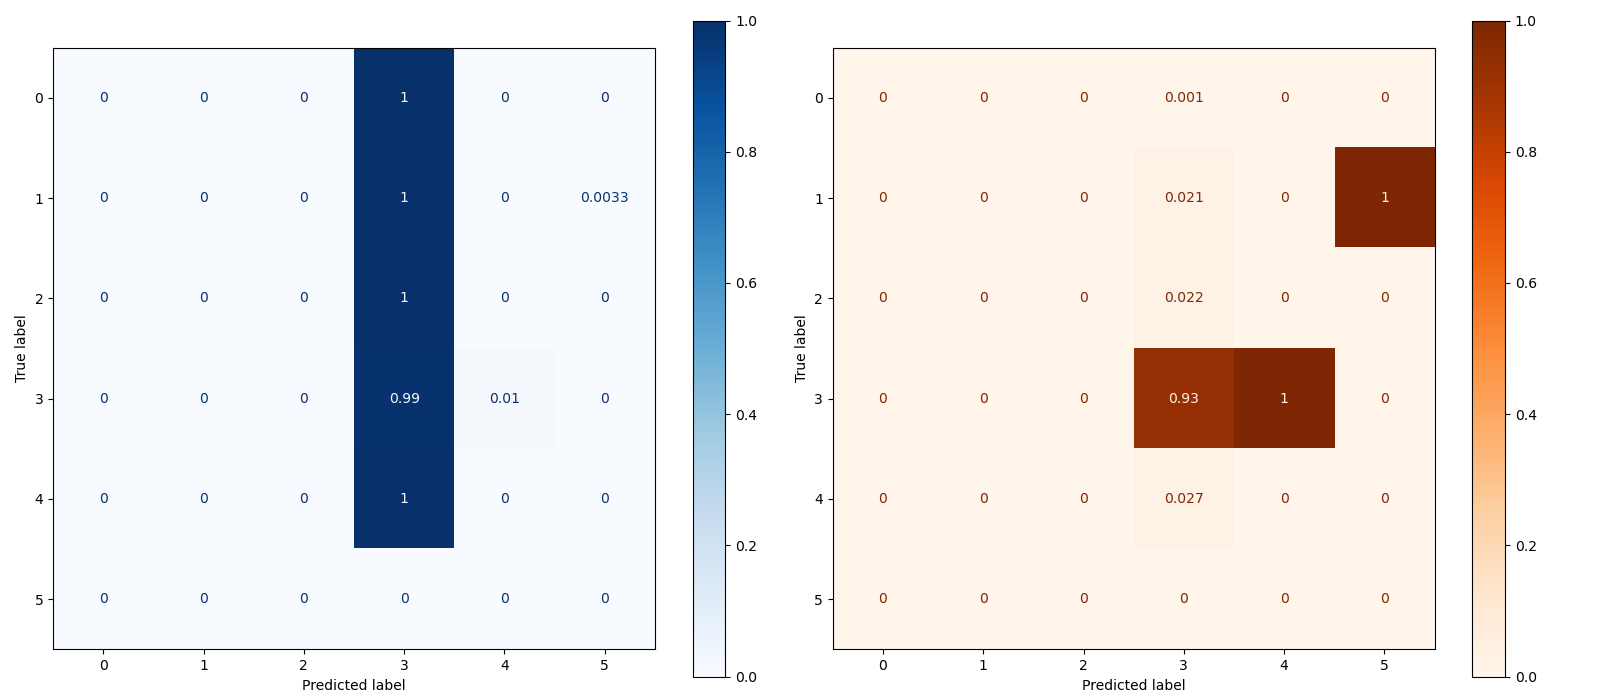 True label
0 0 0 0 1 0 0
1 0 0 0 1 0 0.0033
2 0 0 0 1 0 0
3 0 0 0 0.99 0.01 0
4 0 0 0 1 0 0
5 0 0 0 0 0 0
0 1 2 3 4 5
Predicted label
1.0
0.8
0.6
0.4
0.2
0.0
True label
0 0 0 0 0.001 0 0
1 0 0 0 0.021 0 1
2 0 0 0 0.022 0 0
3 0 0 0 0.93 1 0
4 0 0 0 0.027 0 0
5 0 0 0 0 0 0
0 1 2 3 4 5
Predicted label
1.0
0.8
0.6
0.4
0.2
0.0